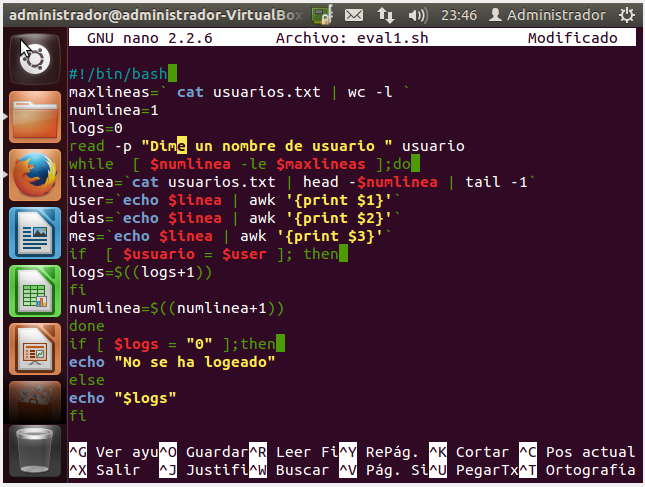 administrador@administrador-VirtualBox 23:46 Administrador
GNU nano 2.2.6 Archivo: eval1.sh Modificado
#!/bin/bash
maxlineas=` cat usuarios.txt | wc -l `
numlinea=1
logs=0
read -p "Dime un nombre de usuario " usuario
while  [ $numlinea -le $maxlineas ];do
linea=`cat usuarios.txt | head -$numlinea | tail -1`
user=`echo $linea | awk '{print $1}'`
dias=`echo $linea | awk '{print $2}'`
mes=`echo $linea | awk '{print $3}'`
if  [ $usuario = $user ]; then
logs=$((logs+1))
fi
numlinea=$((numlinea+1))
done
if [ $logs = "0" ];then
echo "No se ha logeado"
else
echo "$logs"
fi
^G Ver ayu^O Guardar^R Leer Fi^Y RePág. ^K Cortar ^C Pos actual
^X Salir  ^J Justifi^W Buscar ^V Pág. Si^U PegarTx^T Ortografía